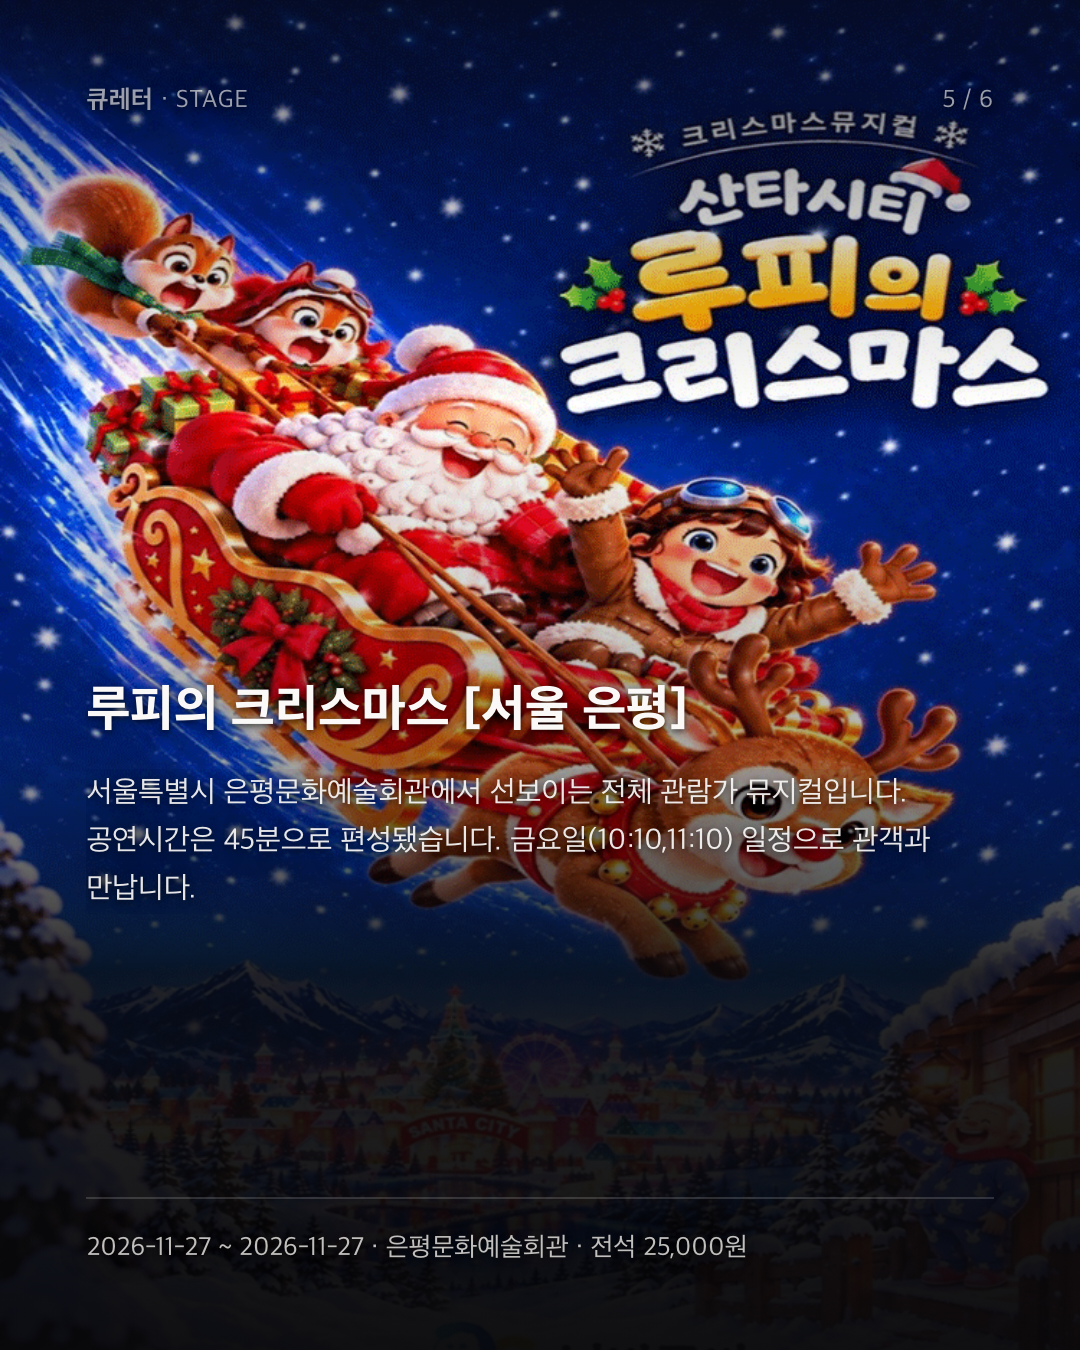 큐레터 · STAGE
5 / 6
크리스마스뮤지컬
산타시티
루피의
크리스마스
루피의 크리스마스 [서울 은평]
서울특별시 은평문화예술회관에서 선보이는 전체 관람가 뮤지컬입니다.
공연시간은 45분으로 편성됐습니다. 금요일(10:10,11:10) 일정으로 관객과
만납니다.
SANTA CITY
2026-11-27 ~ 2026-11-27 · 은평문화예술회관 · 전석 25,000원